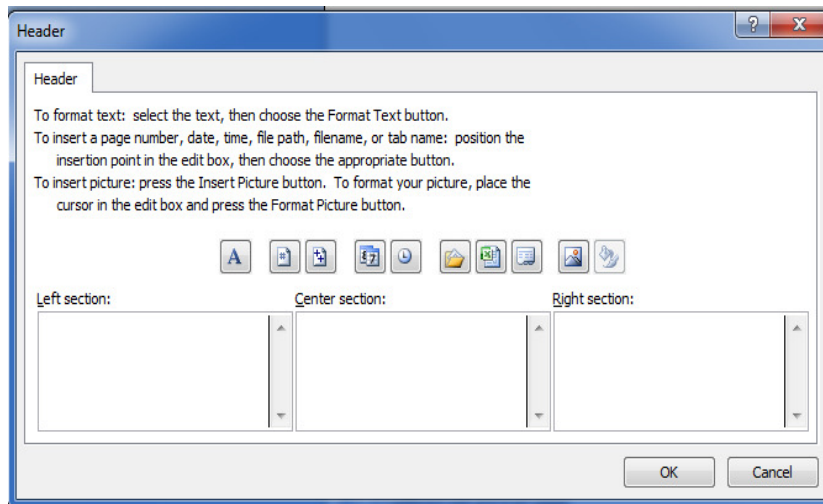 Header
Header
To format text: select the text, then choose the Format Text button.
To insert a page number, date, time, file path, filename, or tab name: position the
insertion point in the edit box, then choose the appropriate button.
To insert picture: press the Insert Picture button. To format your picture, place the
cursor in the edit box and press the Format Picture button.
A
Left section: Center section: Right section:
OK Cancel